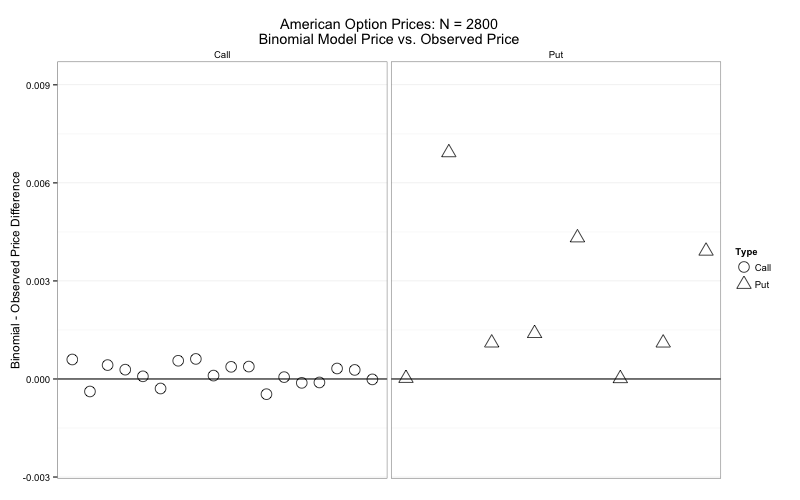 American Option Prices: N = 2800
Binomial Model Price vs. Observed Price
Call
Put
Binomial - Observed Price Difference
0.009
0.006
0.003
0.000
-0.003
Type
Call
Put